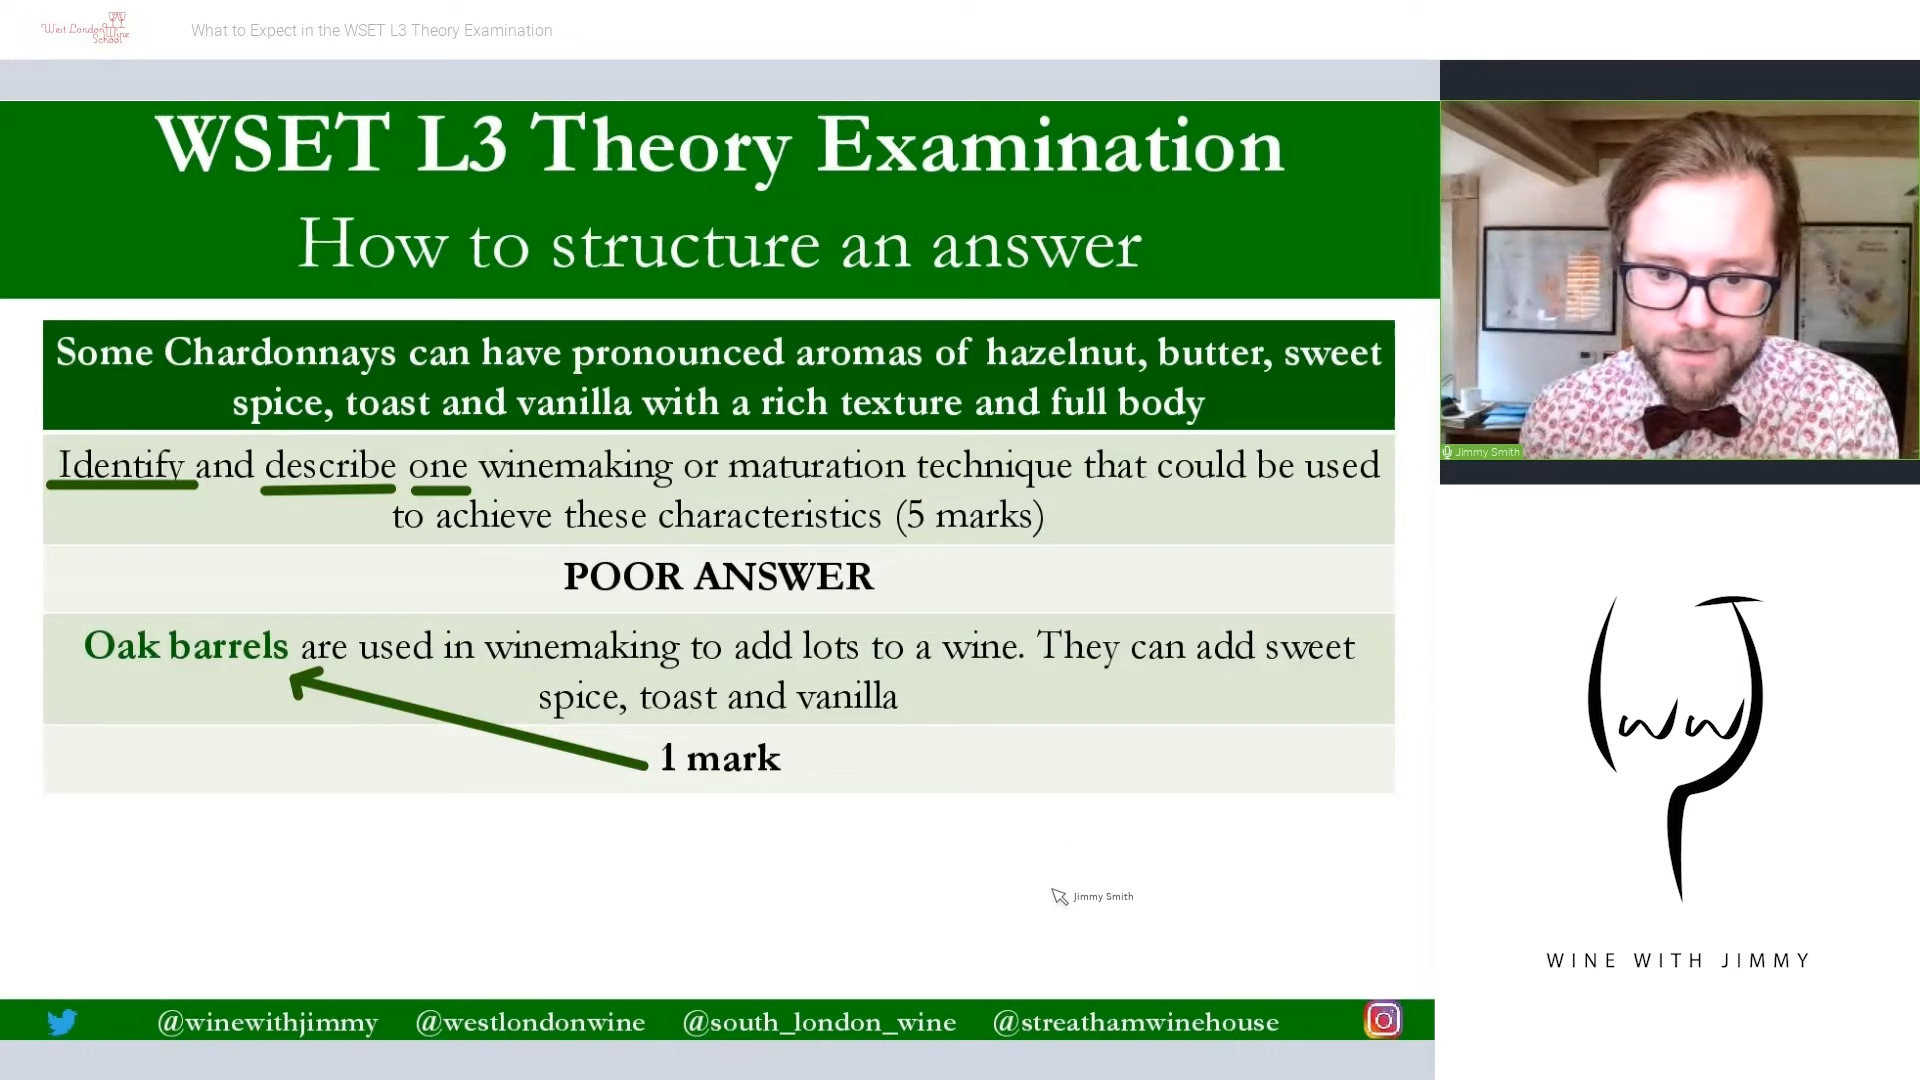 West London Wine School
What to Expect in the WSET L3 Theory Examination
WSET L3 Theory Examination
How to structure an answer
Some Chardonnays can have pronounced aromas of hazelnut, butter, sweet
spice, toast and vanilla with a rich texture and full body
Identify and describe one winemaking or maturation technique that could be used
to achieve these characteristics (5 marks)
POOR ANSWER
Oak barrels are used in winemaking to add lots to a wine. They can add sweet
spice, toast and vanilla
1 mark
Jimmy Smith
Jimmy Smith
WINE WITH JIMMY
@winewithjimmy @westlondonwine @south_london_wine @streathamwinehouse